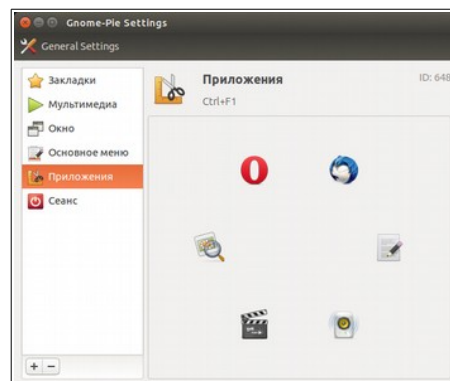 Gnome-Pie Settings
General Settings
Закладки
Мультимедиа
Окно
Основное меню
Приложения
Сеанс
Приложения
Ctrl+F1
ID: 648